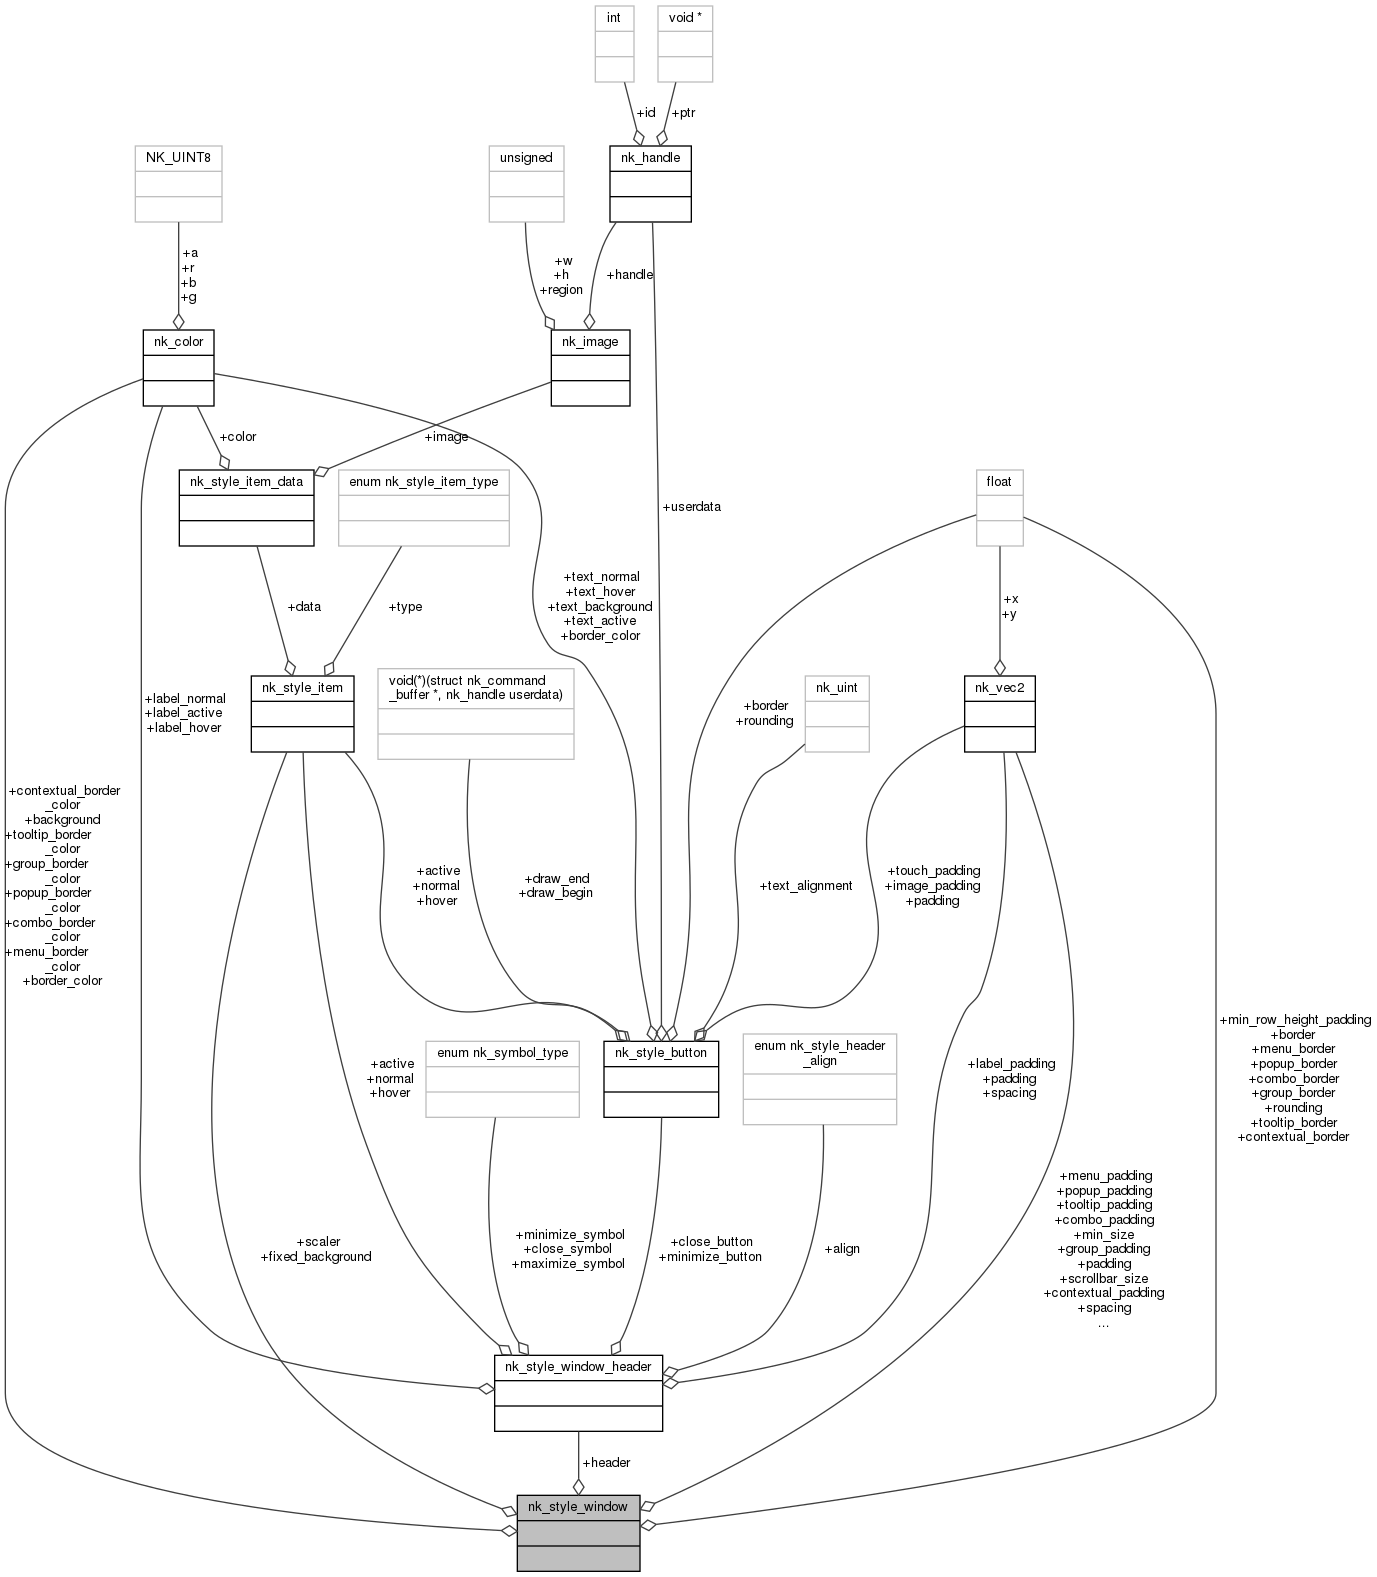 int
void *
+id
+ptr
NK_UINT8
unsigned
nk_handle
+a
+r
+b
+g
+w
+h
+region
+handle
nk_color
nk_image
+color
+image
nk_style_item_data
enum nk_style_item_type
float
+userdata
+data
+type
+text_normal
+text_hover
+text_background
+text_active
+border_color
+x
+y
+label_normal
+label_active
+label_hover
nk_style_item
void(*)(struct nk_command
_buffer *, nk_handle userdata)
+border
+rounding
nk_uint
nk_vec2
+contextual_border
_color
+background
+tooltip_border
_color
+group_border
_color
+popup_border
_color
+combo_border
_color
+menu_border
_color
+border_color
+active
+normal
+hover
+draw_end
+draw_begin
+text_alignment
+touch_padding
+image_padding
+padding
+active
+normal
+hover
enum nk_symbol_type
nk_style_button
enum nk_style_header
_align
+label_padding
+padding
+spacing
+min_row_height_padding
+border
+menu_border
+popup_border
+combo_border
+group_border
+rounding
+tooltip_border
+contextual_border
+scaler
+fixed_background
+minimize_symbol
+close_symbol
+maximize_symbol
+close_button
+minimize_button
+align
+menu_padding
+popup_padding
+tooltip_padding
+combo_padding
+min_size
+group_padding
+padding
+scrollbar_size
+contextual_padding
+spacing
...
nk_style_window_header
+header
nk_style_window